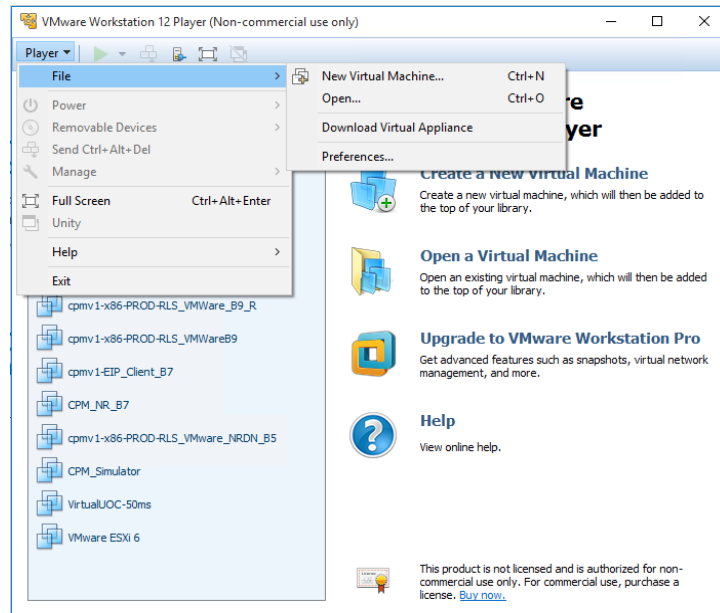 VMware Workstation 12 Player (Non-commercial use only)
Player
File
Power
Removable Devices
Send Ctrl+Alt+Del
Manage
Full Screen Ctrl+Alt+Enter
Unity
Help
Exit
New Virtual Machine... Ctrl+N
Open... Ctrl+O
Download Virtual Appliance
Preferences...
cpmv1-x86-PROD-RLS_VMWare_B9_R
cpmv1-x86-PROD-RLS_VMWareB9
cpmv1-EIP_Client_B7
CPM_NR_B7
cpmv1-x86-PROD-RLS_VMware_NRDN_B5
CPM_Simulator
VirtualUOC-50ms
VMware ESXi 6
re
yer
Create a New Virtual Machine
Create a new virtual machine, which will then be added to
the top of your library.
Open a Virtual Machine
Open an existing virtual machine, which will then be added
to the top of your library.
Upgrade to VMware Workstation Pro
Get advanced features such as snapshots, virtual network
management, and more.
Help
View online help.
This product is not licensed and is authorized for non-
commercial use only. For commercial use, purchase a
license. Buy now.